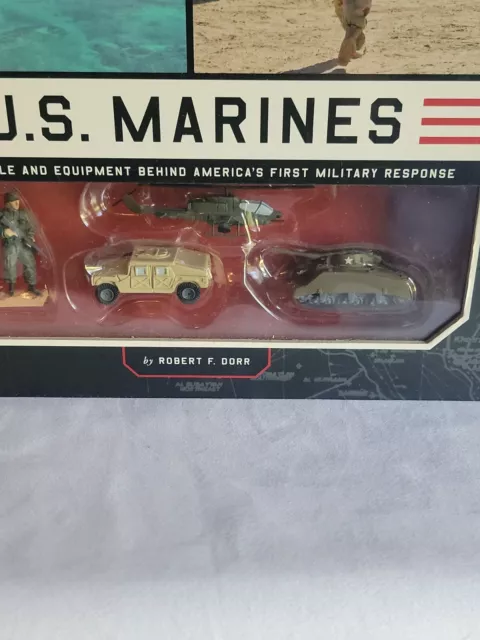 U.S. MARINES
LE AND EQUIPMENT BEHIND AMERICA'S FIRST MILITARY RESPONSE
by ROBERT F. DORR